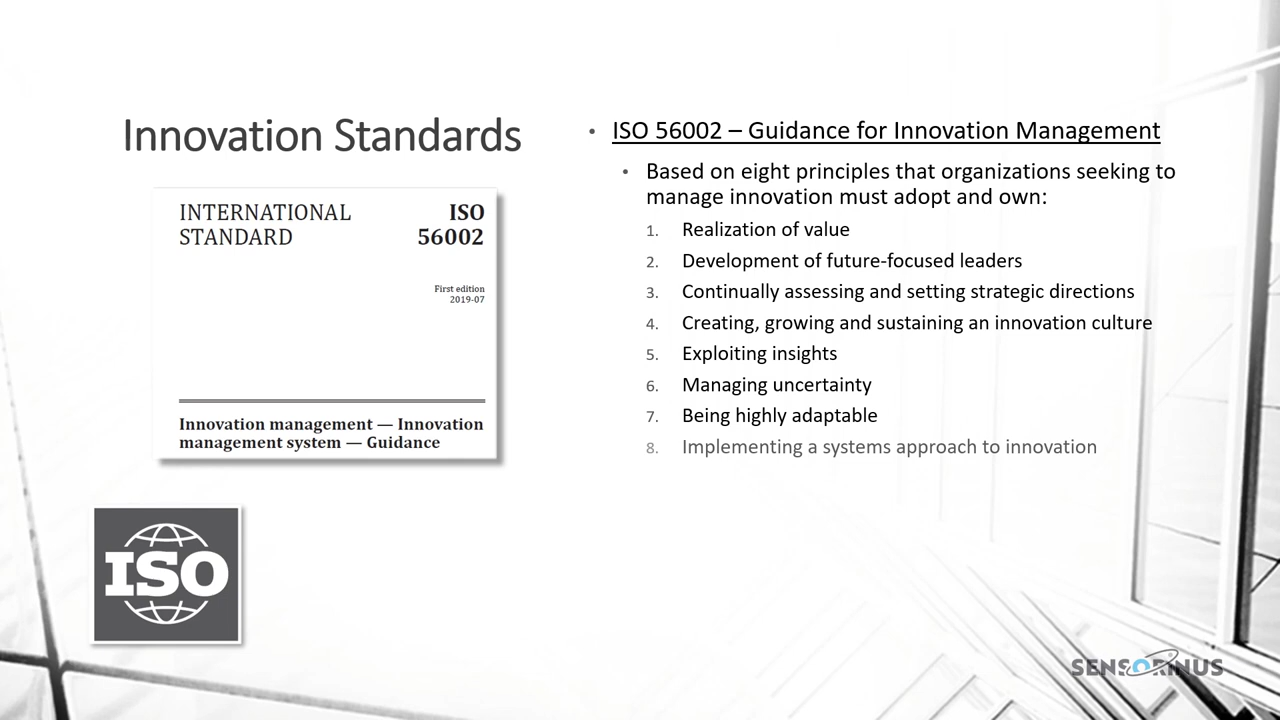 Innovation Standards
INTERNATIONAL
STANDARD
ISO
56002
First edition
2019-07
Innovation management — Innovation
management system — Guidance
ISO
• ISO 56002 – Guidance for Innovation Management
• Based on eight principles that organizations seeking to
manage innovation must adopt and own:
1. Realization of value
2. Development of future-focused leaders
3. Continually assessing and setting strategic directions
4. Creating, growing and sustaining an innovation culture
5. Exploiting insights
6. Managing uncertainty
7. Being highly adaptable
8. Implementing a systems approach to innovation
SENSORINUS